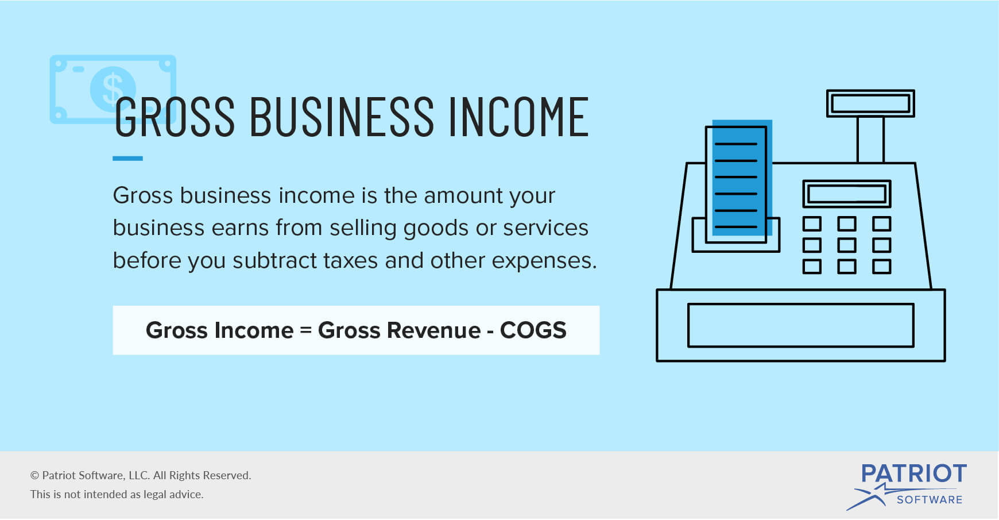 $
GROSS BUSINESS INCOME
Gross business income is the amount your
business earns from selling goods or services
before you subtract taxes and other expenses.
Gross Income = Gross Revenue - COGS
© Patriot Software, LLC. All Rights Reserved.
This is not intended as legal advice.
PATRIOT
SOFTWARE